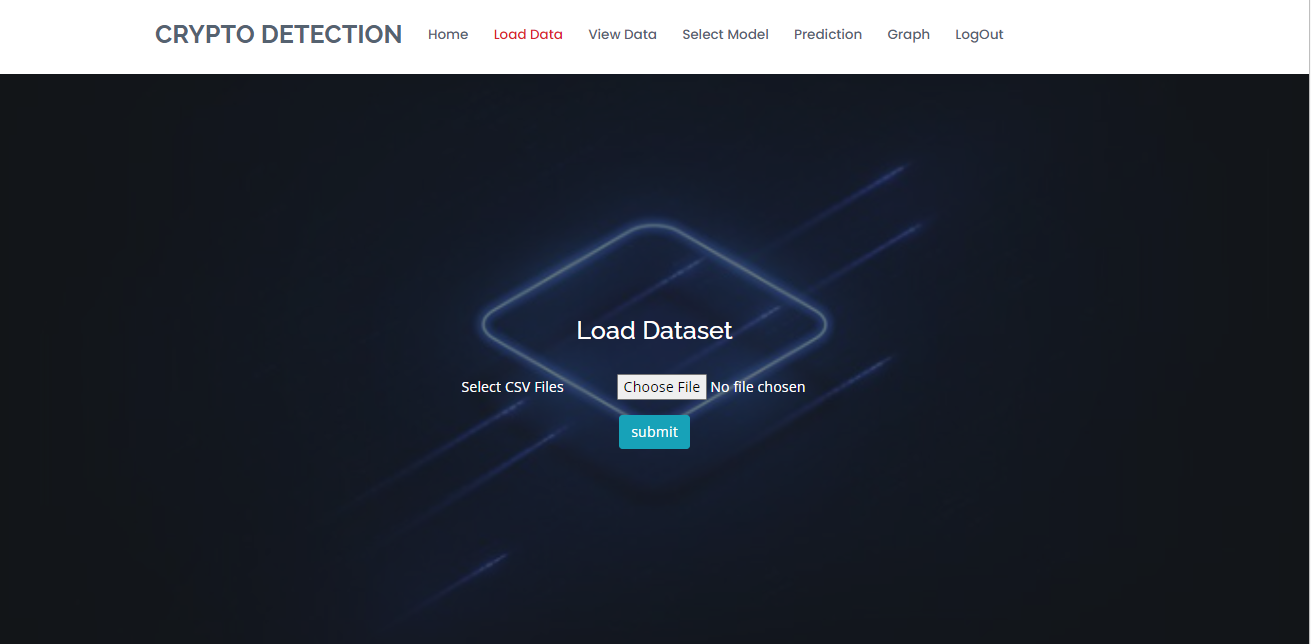 CRYPTO DETECTION Home Load Data View Data Select Model Prediction Graph LogOut
Load Dataset
Select CSV Files Choose File No file chosen
submit